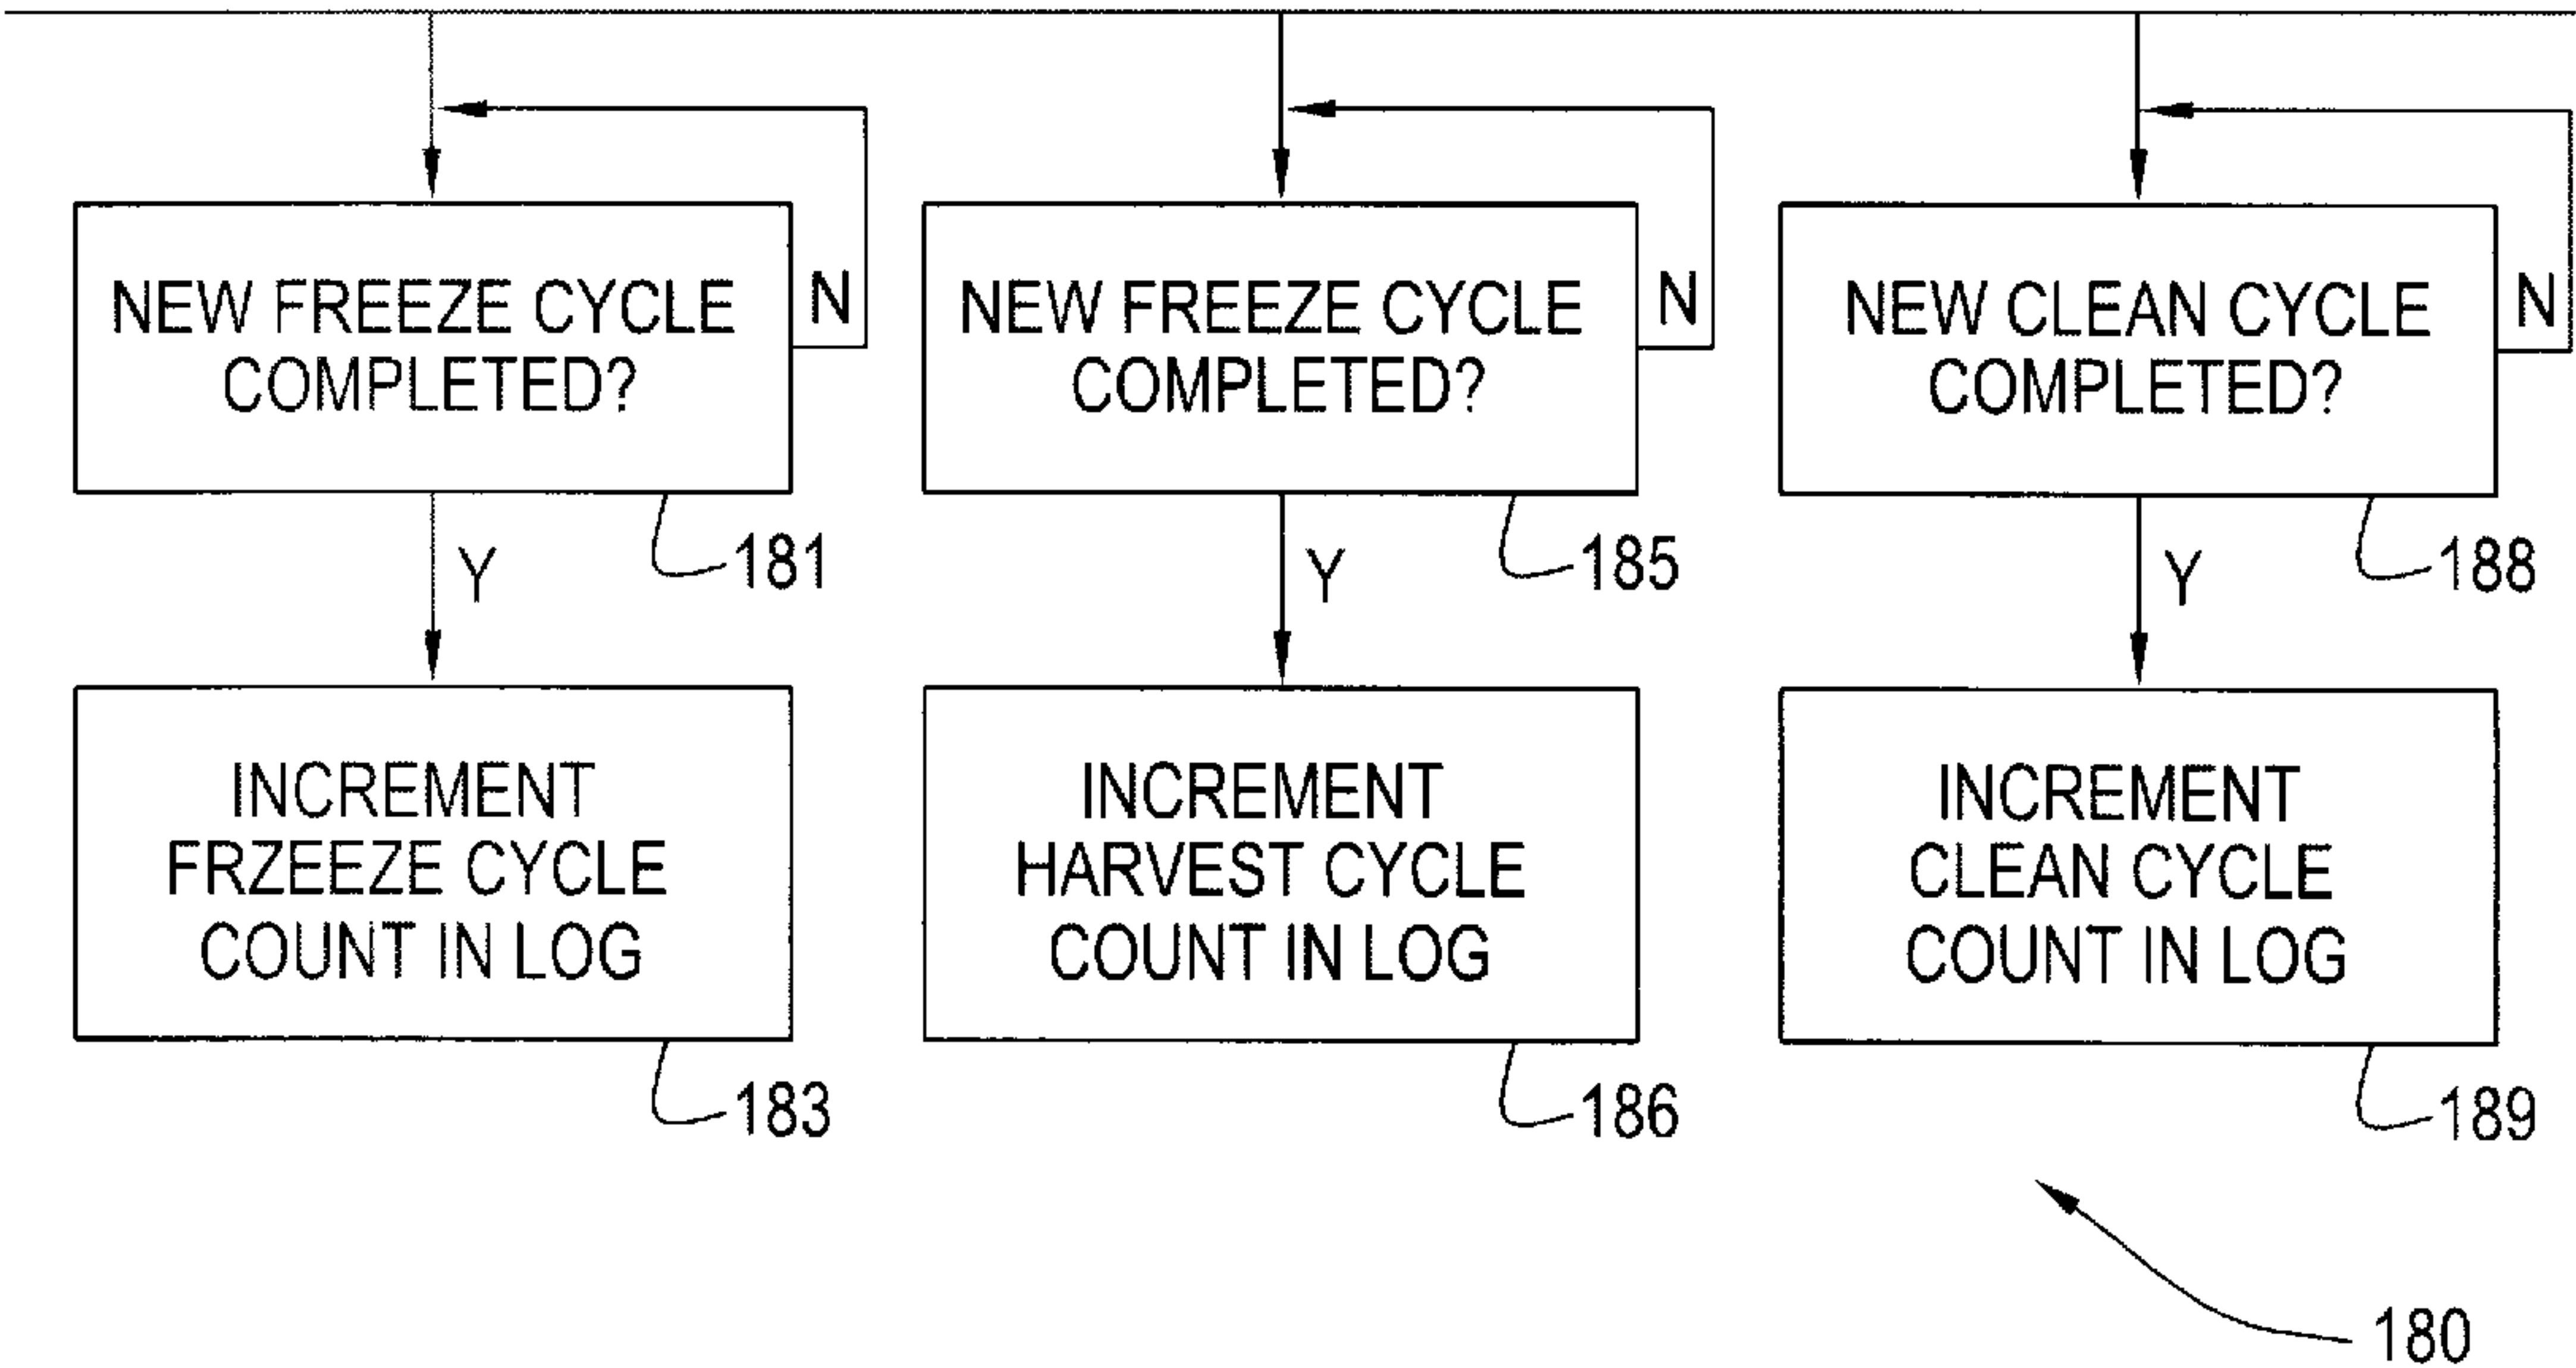 NEW FREEZE CYCLE
COMPLETED?
N
181
Y
INCREMENT
FRZEEZE CYCLE
COUNT IN LOG
183
NEW FREEZE CYCLE
COMPLETED?
N
185
Y
INCREMENT
HARVEST CYCLE
COUNT IN LOG
186
NEW CLEAN CYCLE
COMPLETED?
N
188
Y
INCREMENT
CLEAN CYCLE
COUNT IN LOG
189
180